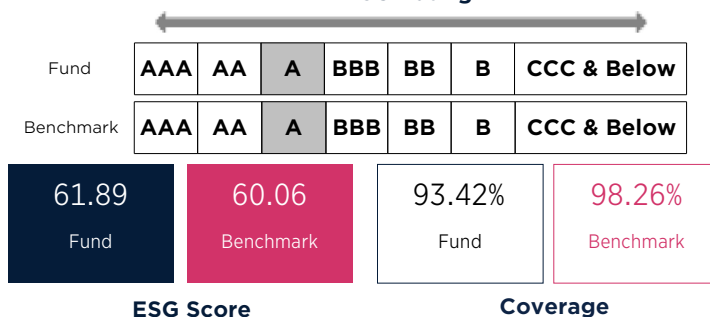 Fund AAA AA A BBB BB B CCC & Below
Benchmark AAA AA A BBB BB B CCC & Below
61.89 60.06 93.42% 98.26%
Fund Benchmark Fund Benchmark
ESG Score Coverage